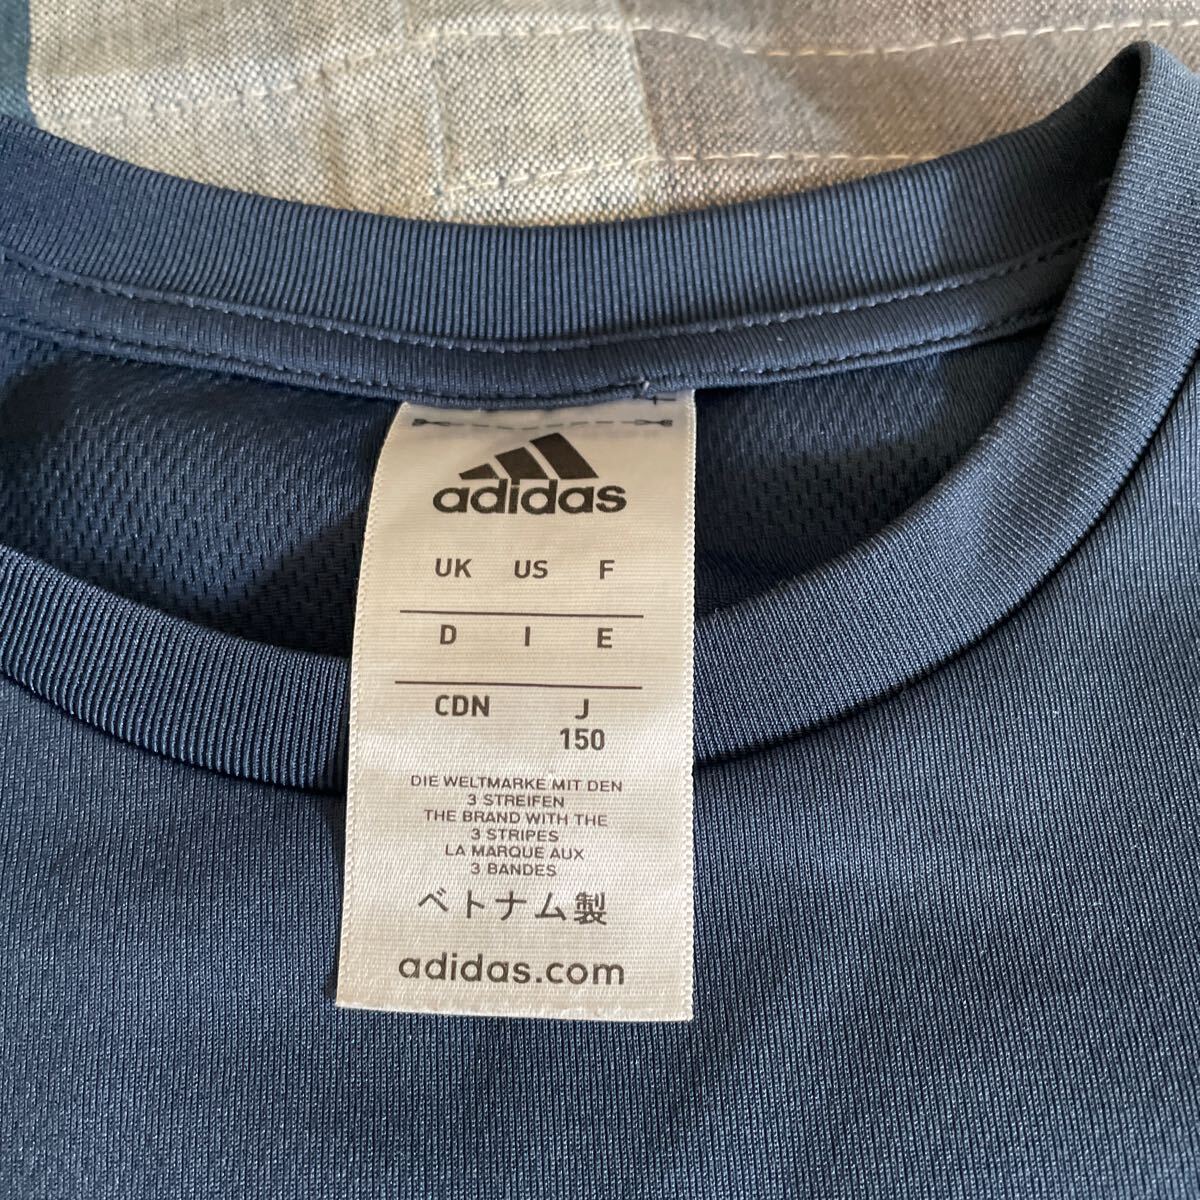 adidas
UK US F
D I E
CDN J
150
DIE WELTMARKE MIT DEN
3 STREIFEN
THE BRAND WITH THE
3 STRIPES
LA MARQUE AUX
3 BANDES
ベトナム製
adidas.com